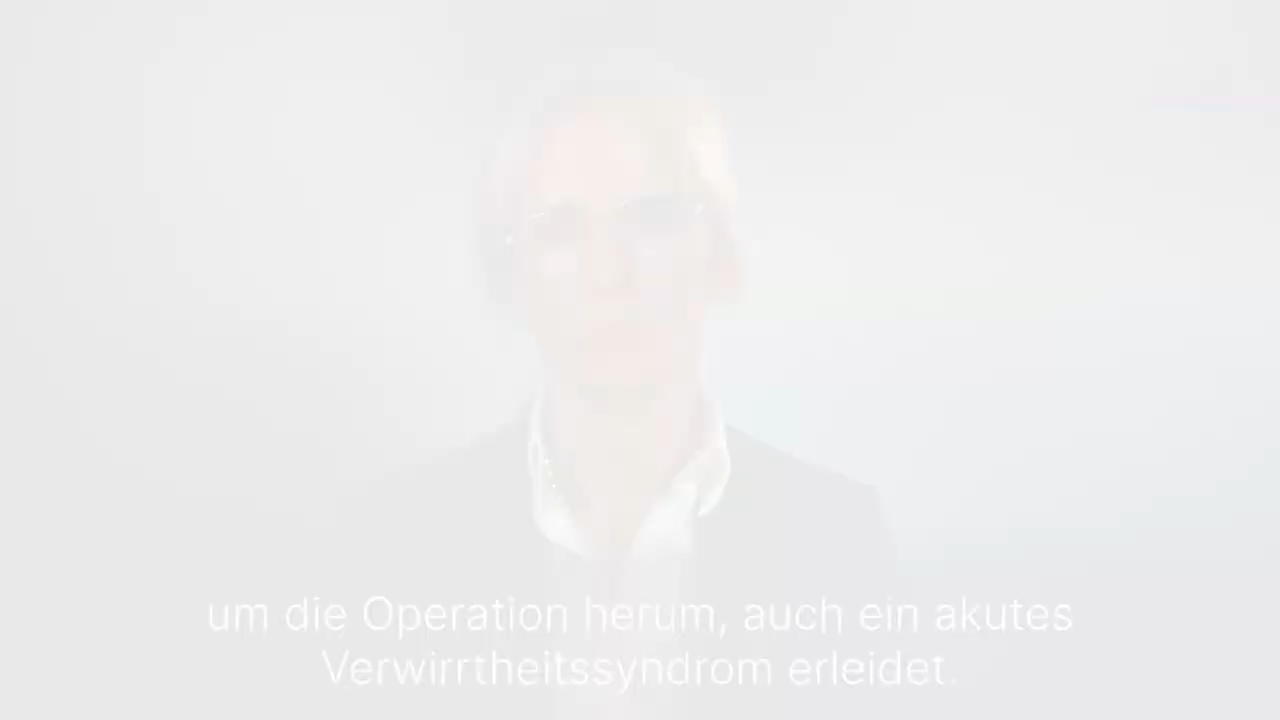 um die Operation herum, auch ein akutes
Verwirrtheitssyndrom erleidet.